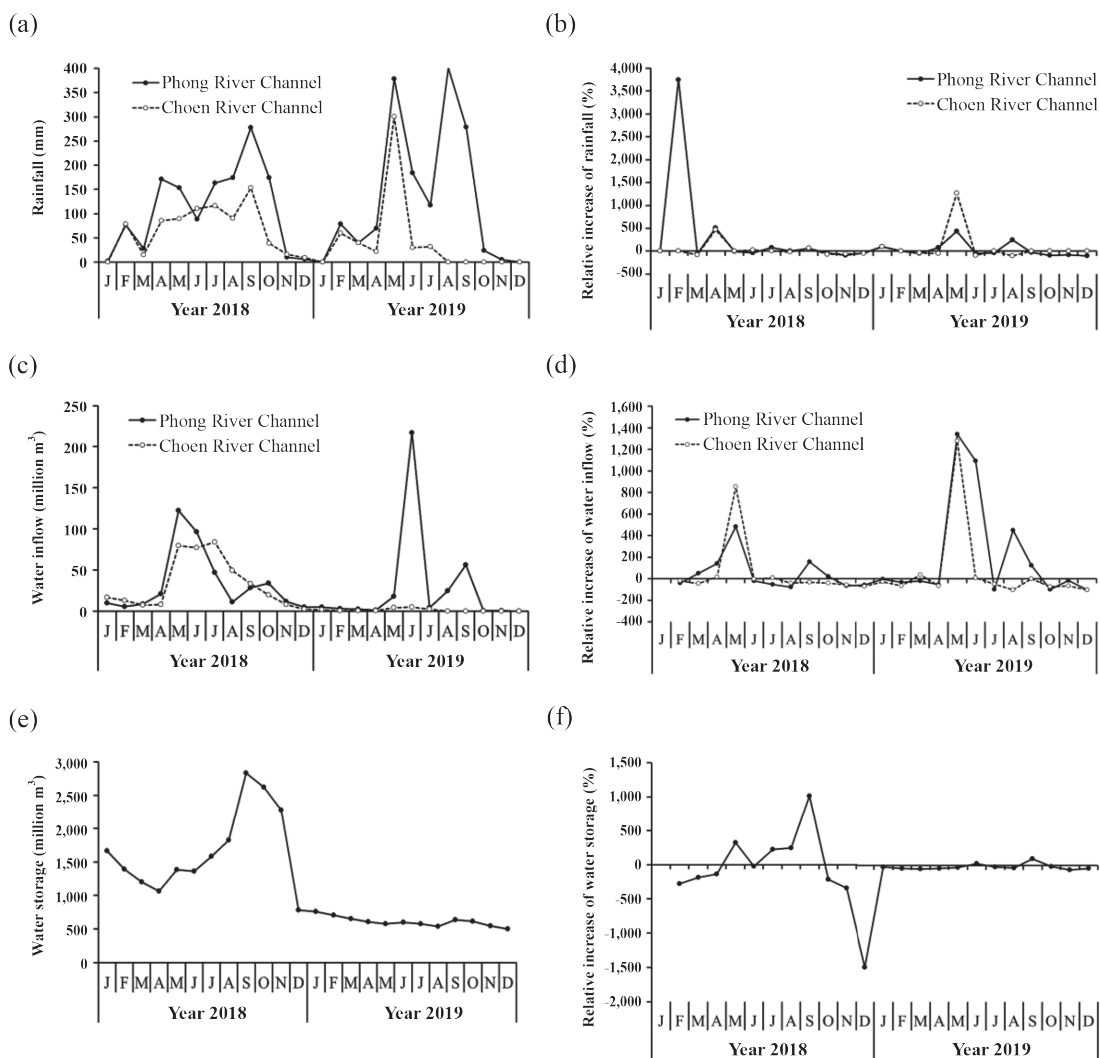 (a)
400
350
300
250
200
150
100
50
0
Rainfall (mm)
Phong River Channel
Choen River Channel
J F M A M J J A S O N D J F M A M J J A S O N D
Year 2018 Year 2019
(b)
4,000
3,500
3,000
2,500
2,000
1,500
1,000
500
0
-500
Relative increase of rainfall (%)
Phong River Channel
Choen River Channel
J F M A M J J A S O N D J F M A M J J A S O N D
Year 2018 Year 2019
(c)
250
200
150
100
50
0
Water inflow (million m³)
Phong River Channel
Choen River Channel
J F M A M J J A S O N D J F M A M J J A S O N D
Year 2018 Year 2019
(d)
1,600
1,400
1,200
1,000
800
600
400
200
0
-200
-400
Relative increase of water inflow (%)
Phong River Channel
Choen River Channel
J F M A M J J A S O N D J F M A M J J A S O N D
Year 2018 Year 2019
(e)
3,000
2,500
2,000
1,500
1,000
500
0
Water storage (million m³)
J F M A M J J A S O N D J F M A M J J A S O N D
Year 2018 Year 2019
(f)
1,500
1,000
500
0
-500
-1,000
-1,500
-2,000
Relative increase of water storage (%)
J F M A M J J A S O N D J F M A M J J A S O N D
Year 2018 Year 2019